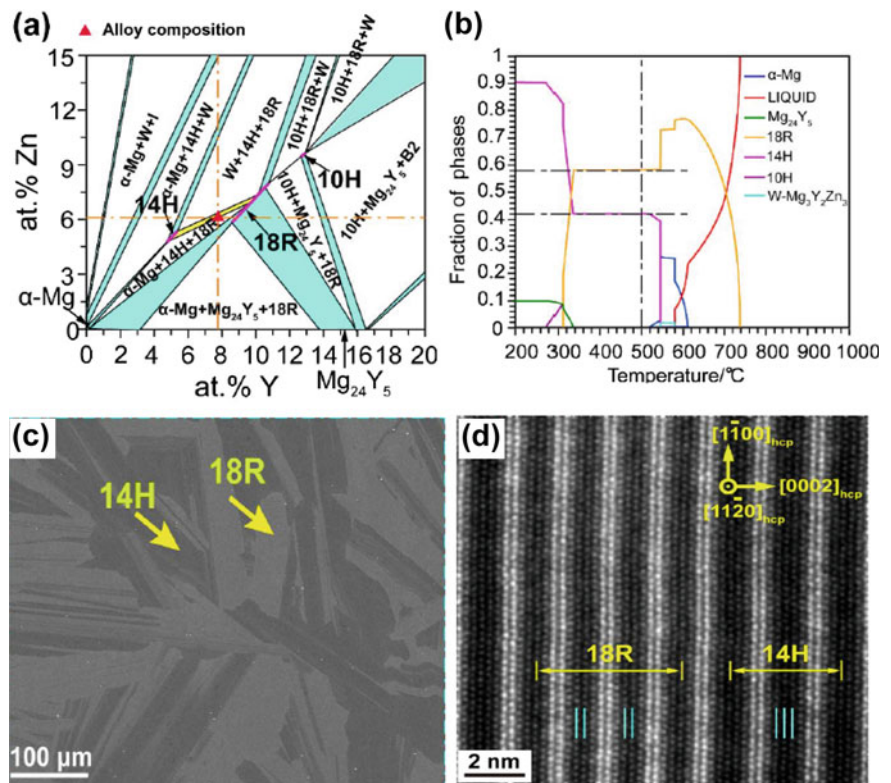 (a)
▲ Alloy composition
15
12
9
6
3
0
at.% Zn
α-Mg+W+I
α-Mg+14H+W
W+14H+18R
10H+18R+W
10H+18R+W
14H
10H
18R
α-Mg+14H+18R
10H+Mg₂₄Y₅+18R
10H+Mg₂₄Y₅+B2
α-Mg+Mg₂₄Y₅+18R
α-Mg
0 2 4 6 8 10 12 14 16 18 20
at.% Y
Mg₂₄Y₅
(b)
1
0.9
0.8
0.7
0.6
0.5
0.4
0.3
0.2
0.1
0
Fraction of phases
α-Mg
LIQUID
Mg₂₄Y₅
18R
14H
10H
W-Mg₃Y₂Zn₃
200 300 400 500 600 700 800 900 1000
Temperature/°C
(c)
14H
18R
100 µm
(d)
[11̄00]hcp
[0002]hcp
[112̄0]hcp
18R
14H
2 nm